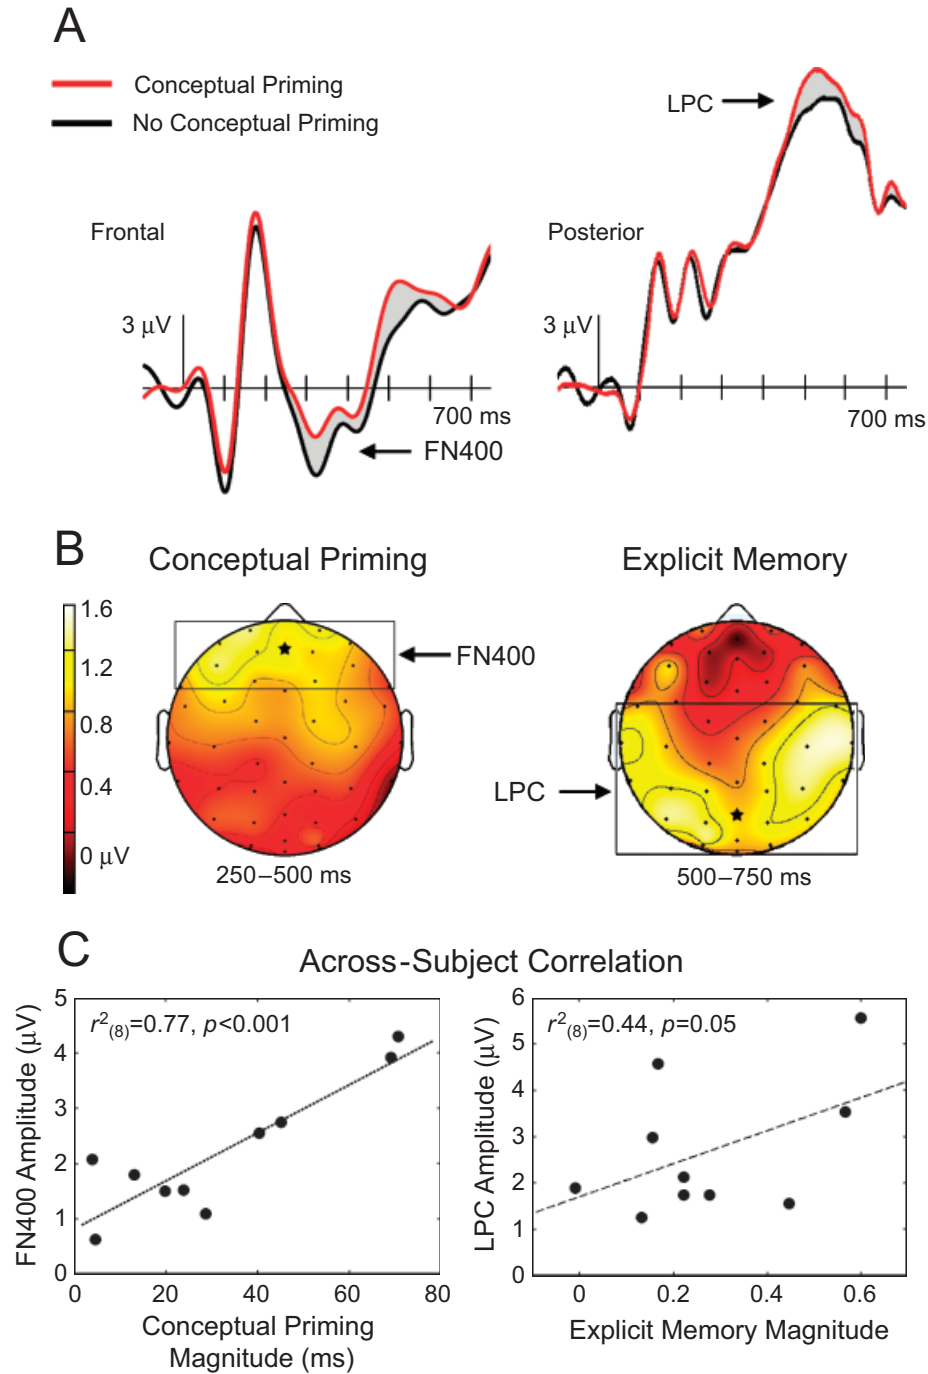 A
Conceptual Priming
No Conceptual Priming
LPC
Frontal
Posterior
3 μV
3 μV
700 ms
700 ms
FN400
B
Conceptual Priming
Explicit Memory
1.6
1.2
0.8
0.4
0 μV
FN400
LPC
250–500 ms
500–750 ms
C
Across-Subject Correlation
r²(8)=0.77, p<0.001
r²(8)=0.44, p=0.05
FN400 Amplitude (μV)
5
4
3
2
1
0
0 20 40 60 80
Conceptual Priming
Magnitude (ms)
LPC Amplitude (μV)
6
5
4
3
2
1
0
0 0.2 0.4 0.6
Explicit Memory Magnitude